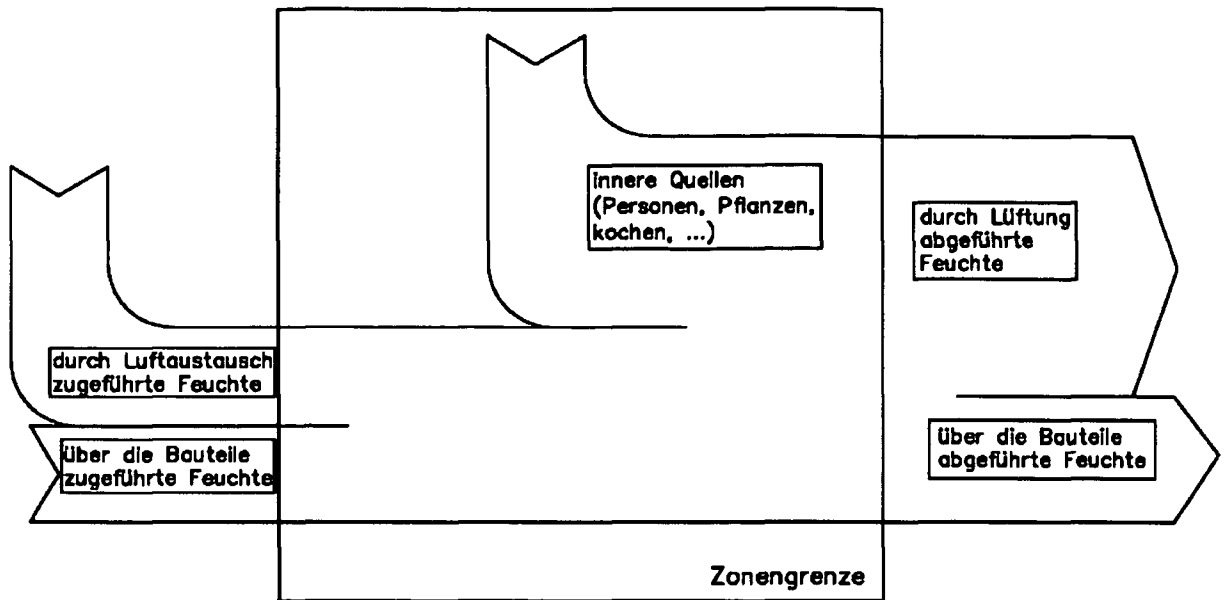 innere Quellen
(Personen, Pflanzen,
kochen, ...)
durch Lüftung
abgeführte
Feuchte
durch Luftaustausch
zugeführte Feuchte
über die Bauteile
zugeführte Feuchte
über die Bauteile
abgeführte Feuchte
Zonengrenze